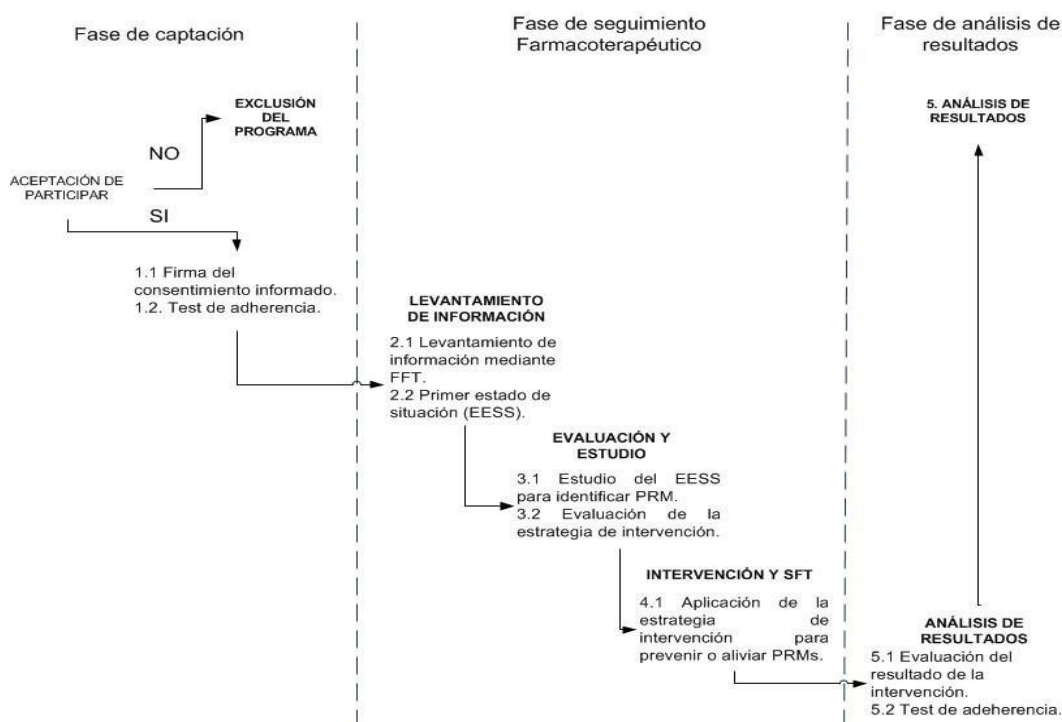 Fase de captación
Fase de seguimiento
Farmacoterapéutico
Fase de análisis de
resultados
EXCLUSIÓN
DEL
PROGRAMA
NO
ACEPTACIÓN DE
PARTICIPAR
SI
1.1 Firma del
consentimiento informado.
1.2. Test de adherencia.
LEVANTAMIENTO
DE INFORMACIÓN
2.1 Levantamiento de
información mediante
FFT.
2.2 Primer estado de
situación (EESS).
EVALUACIÓN Y
ESTUDIO
3.1 Estudio del EESS
para identificar PRM.
3.2 Evaluación de la
estrategia de intervención.
INTERVENCIÓN Y SFT
4.1 Aplicación de la
estrategia de
intervención para
prevenir o aliviar PRMs.
5. ANÁLISIS DE
RESULTADOS
ANÁLISIS DE
RESULTADOS
5.1 Evaluación del
resultado de la
intervención.
5.2 Test de adeherencia.